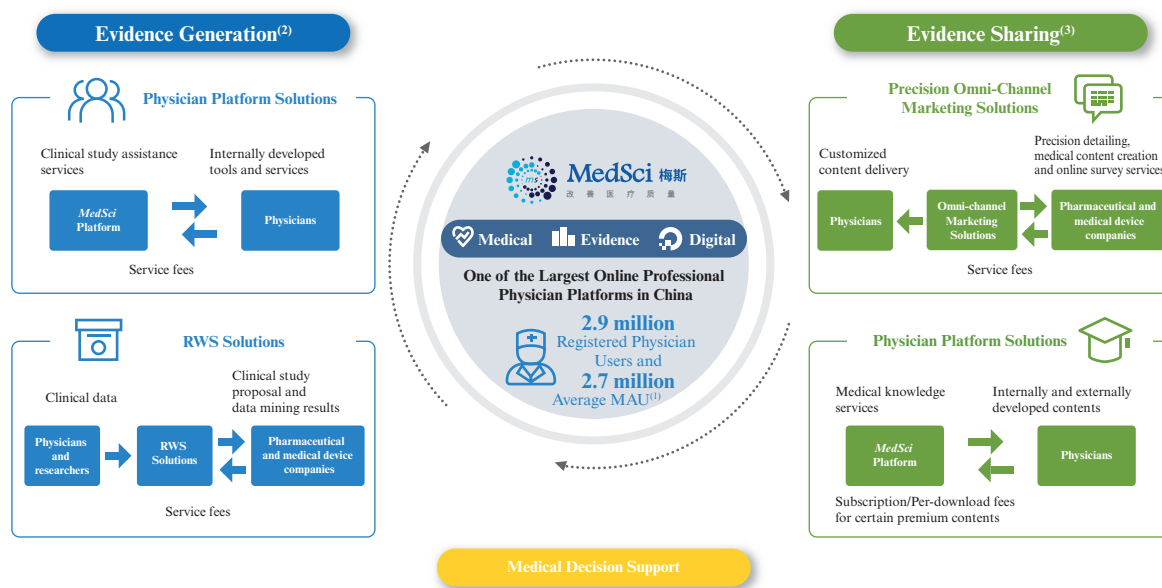 Evidence Generation(2)
Physician Platform Solutions
Clinical study assistance
services
Internally developed
tools and services
MedSci
Platform
Physicians
Service fees
RWS Solutions
Clinical data
Clinical study
proposal and
data mining results
Physicians
and
researchers
RWS
Solutions
Pharmaceutical
and medical device
companies
Service fees
ms
MedSci 梅斯
改善医疗质量
Medical
Evidence
Digital
One of the Largest Online Professional
Physician Platforms in China
2.9 million
Registered Physician
Users and
2.7 million
Average MAU(1)
Medical Decision Support
Evidence Sharing(3)
Precision Omni-Channel
Marketing Solutions
Customized
content delivery
Precision detailing,
medical content creation
and online survey services
Physicians
Omni-channel
Marketing
Solutions
Pharmaceutical and
medical device
companies
Service fees
Physician Platform Solutions
Medical knowledge
services
Internally and externally
developed contents
MedSci
Platform
Physicians
Subscription/Per-download fees
for certain premium contents